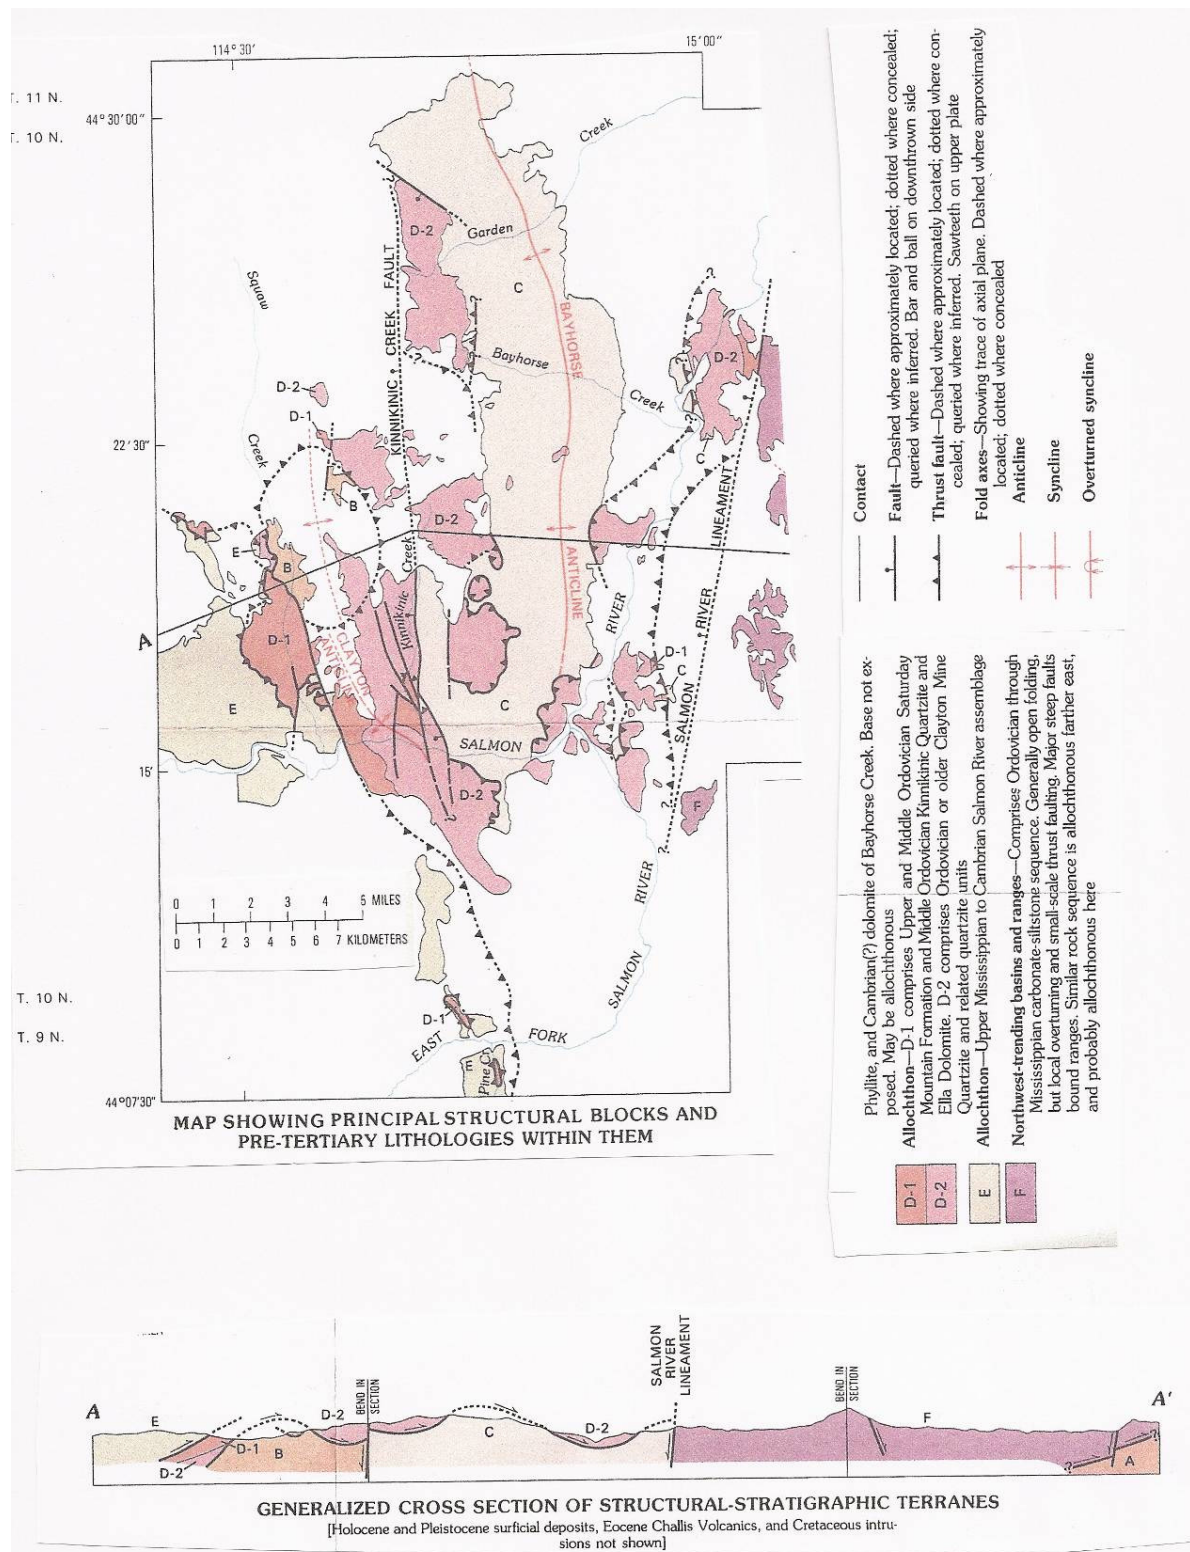 114°30'
15'00"
T. 11 N.
44°30'00"
T. 10 N.
Creek
Garden
D-2
KINNIKINIC CREEK FAULT
C
Squaw
BAYHORSE
Bayhorse
Creek
D-2
?
D-2
D-1
22'30"
Creek
C
B
D-2
LINEAMENT
E
B
Creek
ANTICLINE
RIVER
RIVER
A
D-1
Kinnikinic
D-1
C
CLAYTON
E
C
SALMON
SALMON
15'
D-2
F
?
?
0 1 2 3 4 5 MILES
0 1 2 3 4 5 6 7 KILOMETERS
RIVER
SALMON
T. 10 N.
D-1
T. 9 N.
EAST
FORK
E
Pine Cr
44°07'30"
MAP SHOWING PRINCIPAL STRUCTURAL BLOCKS AND
PRE-TERTIARY LITHOLOGIES WITHIN THEM
Contact
Fault—Dashed where approximately located; dotted where concealed;
queried where inferred. Bar and ball on downthrown side
Thrust fault—Dashed where approximately located; dotted where con-
cealed; queried where inferred. Sawteeth on upper plate
Fold axes—Showing trace of axial plane. Dashed where approximately
located; dotted where concealed
Anticline
Syncline
Overturned syncline
Phyllite, and Cambrian(?) dolomite of Bayhorse Creek. Base not ex-
posed. May be allochthonous
D-1
D-2
Allochthon—D-1 comprises Upper and Middle Ordovician Saturday
Mountain Formation and Middle Ordovician Kinnikinic Quartzite and
Ella Dolomite. D-2 comprises Ordovician or older Clayton Mine
Quartzite and related quartzite units
E
Allochthon—Upper Mississippian to Cambrian Salmon River assemblage
F
Northwest-trending basins and ranges—Comprises Ordovician through
Mississippian carbonate-siltstone sequence. Generally open folding,
but local overturning and small-scale thrust faulting. Major steep faults
bound ranges. Similar rock sequence is allochthonous farther east,
and probably allochthonous here
A
E
D-2
D-1
B
D-2
BEND IN
SECTION
C
D-2
SALMON
RIVER
LINEAMENT
BEND IN
SECTION
F
?
?
A
A'
GENERALIZED CROSS SECTION OF STRUCTURAL-STRATIGRAPHIC TERRANES
[Holocene and Pleistocene surficial deposits, Eocene Challis Volcanics, and Cretaceous intru-
sions not shown]